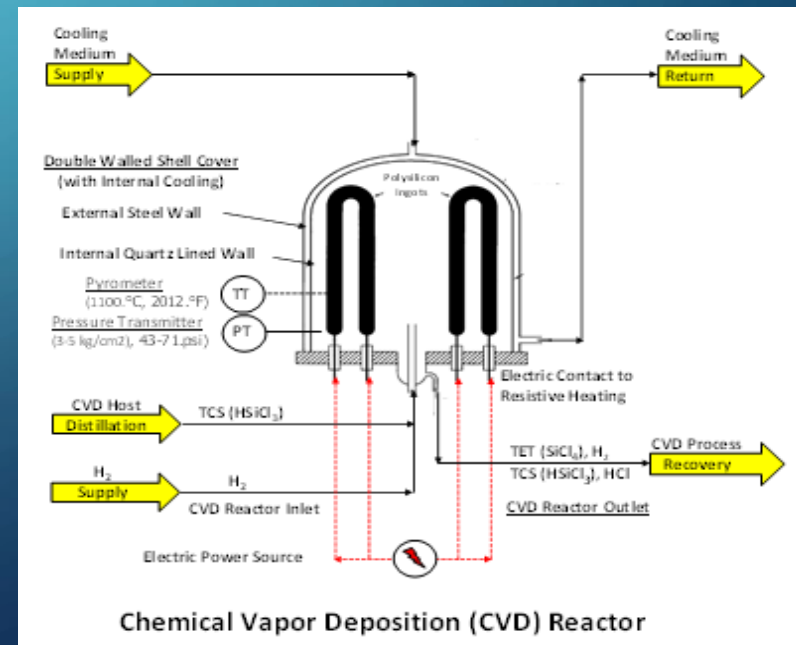 Cooling
Medium
Supply
Cooling
Medium
Return
Double Walled Shell Cover
(with Internal Cooling)
External Steel Wall
Internal Quartz Lined Wall
Polysilicon
Ingots
Pyrometer
(1100.°C, 2012.°F)
TT
Pressure Transmitter
(3-5 kg/cm2), 43-71.psi)
PT
Electric Contact to
Resistive Heating
CVD Host
Distillation
TCS (HSiCl₃)
H₂
Supply
H₂
CVD Reactor Inlet
TET (SiCl₄), H₂
TCS (HSiCl₃), HCl
CVD Process
Recovery
CVD Reactor Outlet
Electric Power Source
Chemical Vapor Deposition (CVD) Reactor